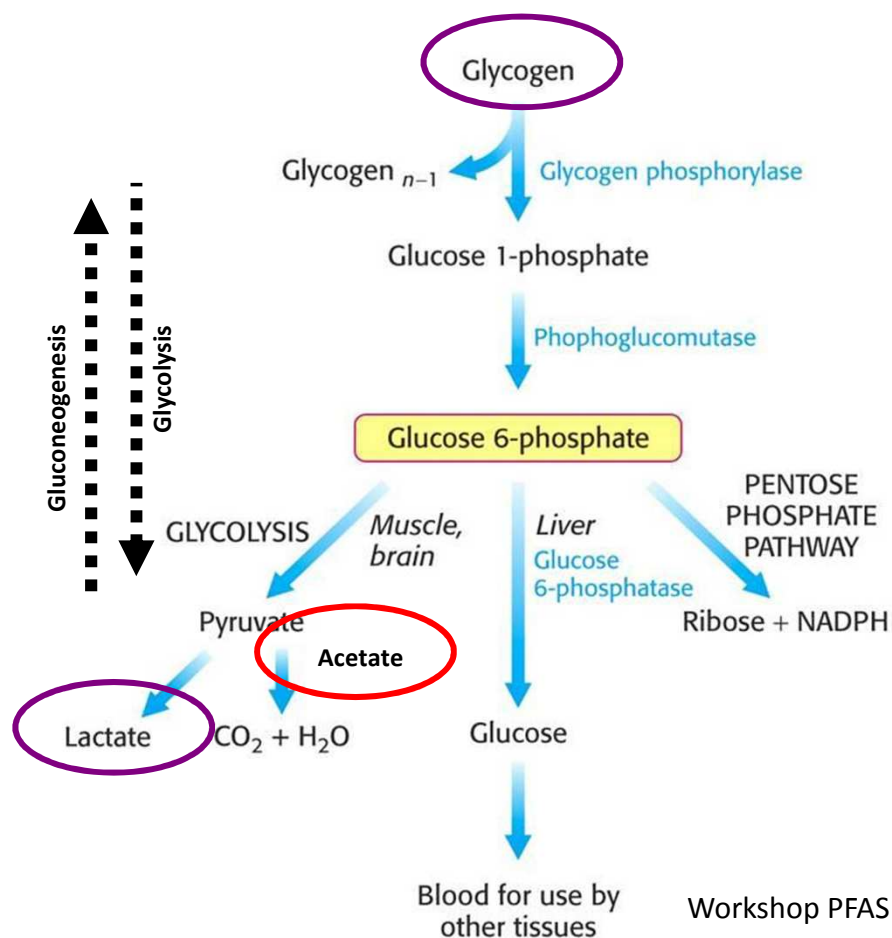 Glycogen
Glycogen n–1
Glycogen phosphorylase
Glucose 1-phosphate
Phophoglucomutase
Gluconeogenesis
Glycolysis
Glucose 6-phosphate
GLYCOLYSIS
Muscle,
brain
Liver
Glucose
6-phosphatase
PENTOSE
PHOSPHATE
PATHWAY
Pyruvate
Acetate
Ribose + NADPH
Lactate
CO₂ + H₂O
Glucose
Blood for use by
other tissues
Workshop PFAS